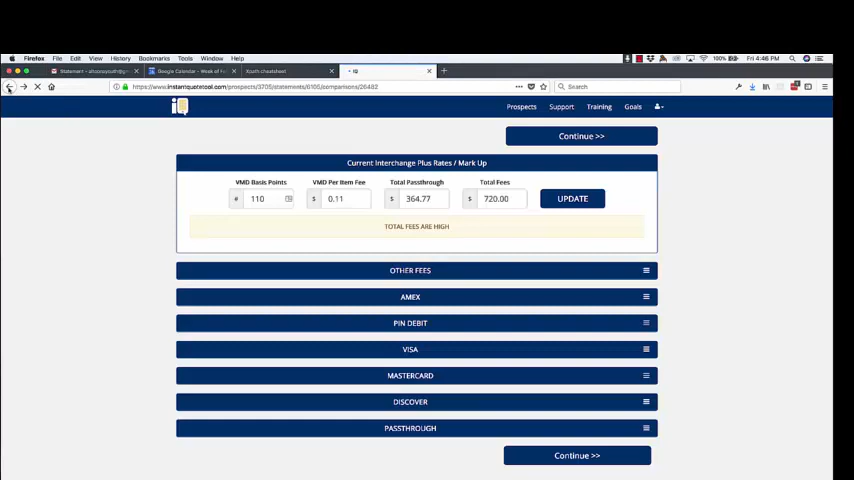 Firefox File Edit View History Bookmarks Tools Window Help
100% Fri 4:46 PM
Google Calendar - Week of
Xpath cheatsheet
IQ
https://www.instantquotetool.com/prospects/3705/statements/6105/comparisons/26482
Search
Prospects Support Training Goals
Continue >>
Current Interchange Plus Rates / Mark Up
VMD Basis Points VMD Per Item Fee Total Passthrough Total Fees
# 110 $ 0.11 $ 364.77 $ 720.00 UPDATE
TOTAL FEES ARE HIGH
OTHER FEES
AMEX
PIN DEBIT
VISA
MASTERCARD
DISCOVER
PASSTHROUGH
Continue >>